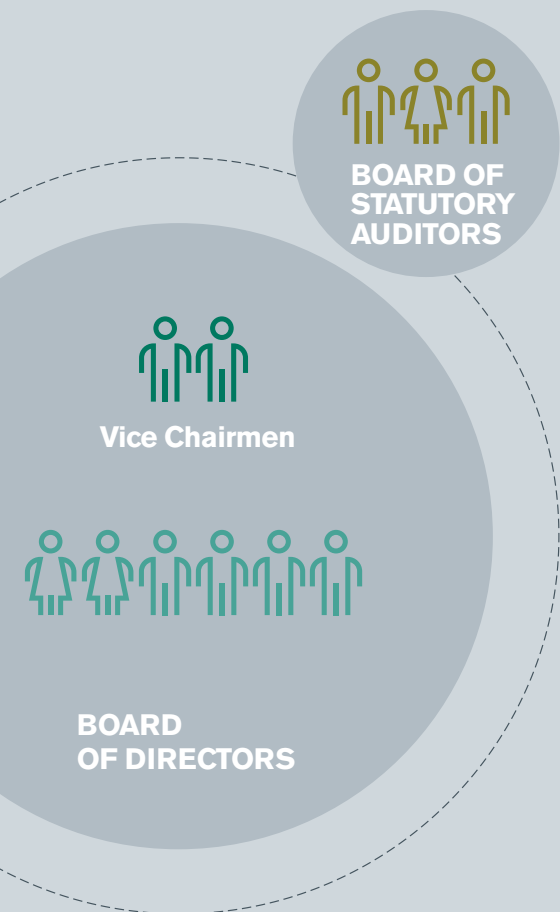 BOARD OF
STATUTORY
AUDITORS
Vice Chairmen
BOARD
OF DIRECTORS